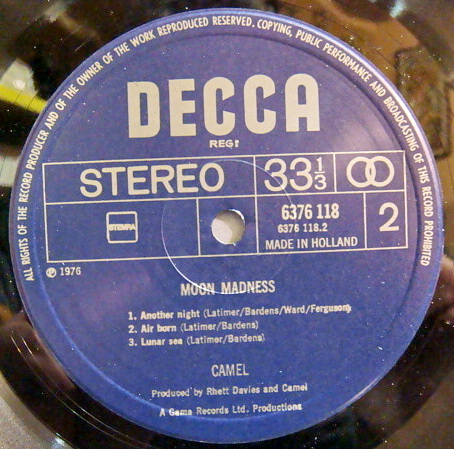 ALL RIGHTS OF THE RECORD PRODUCER AND OF THE OWNER OF THE WORK REPRODUCED RESERVED. COPYING, PUBLIC PERFORMANCE AND BROADCASTING OF THIS RECORD PROHIBITED
DECCA
REG!
STEREO 33 1/3
STEMRA
6376 118
6376 118.2
2
MADE IN HOLLAND
℗ 1976
MOON MADNESS
1. Another night (Latimer/Bardens/Ward/Ferguson)
2. Air born (Latimer/Bardens)
3. Lunar sea (Latimer/Bardens)
CAMEL
Produced by Rhett Davies and Camel
A Gama Records Ltd. Productions